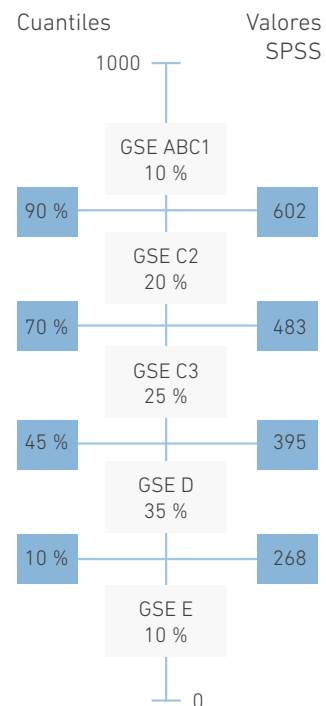 Cuantiles
Valores
SPSS
1000
GSE ABC1
10 %
90 %
602
GSE C2
20 %
70 %
483
GSE C3
25 %
45 %
395
GSE D
35 %
10 %
268
GSE E
10 %
0